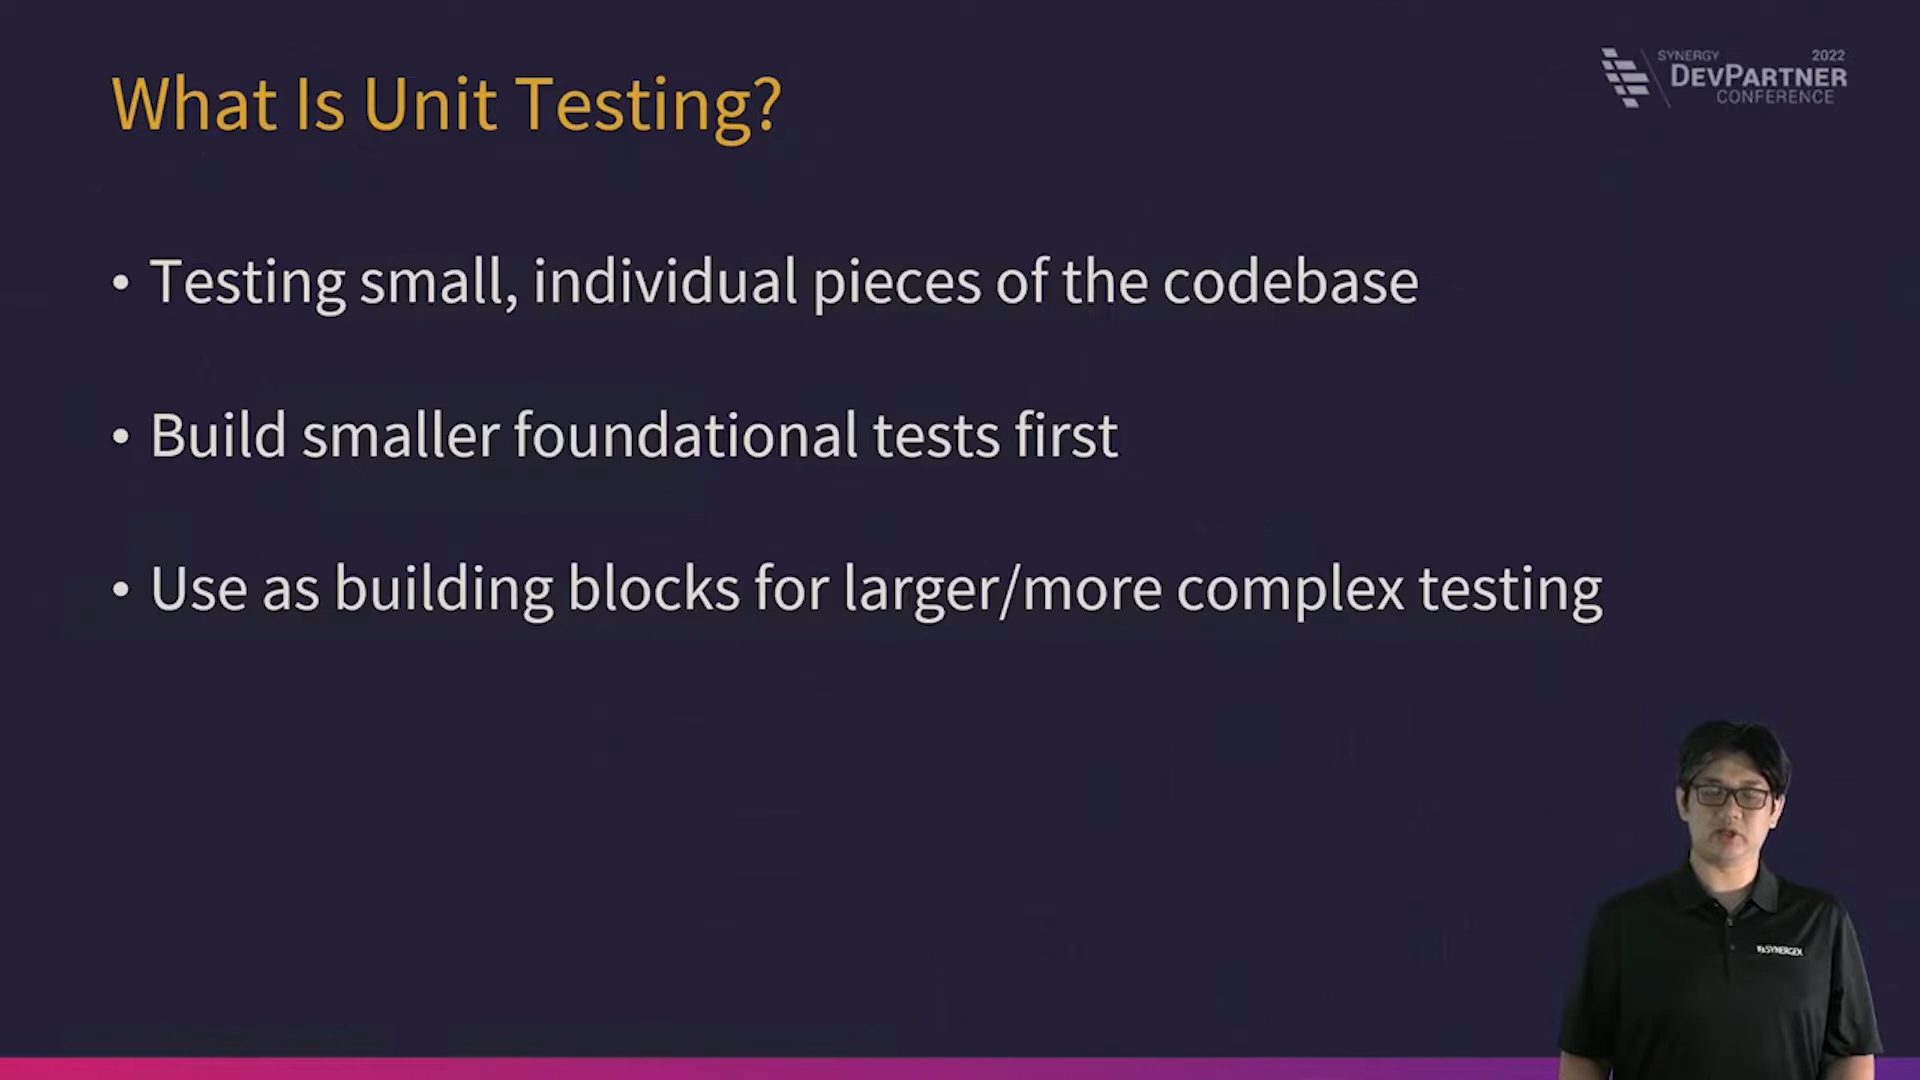 What Is Unit Testing?
SYNERGY 2022
DEVPARTNER
CONFERENCE
• Testing small, individual pieces of the codebase
• Build smaller foundational tests first
• Use as building blocks for larger/more complex testing
SYNERGEX